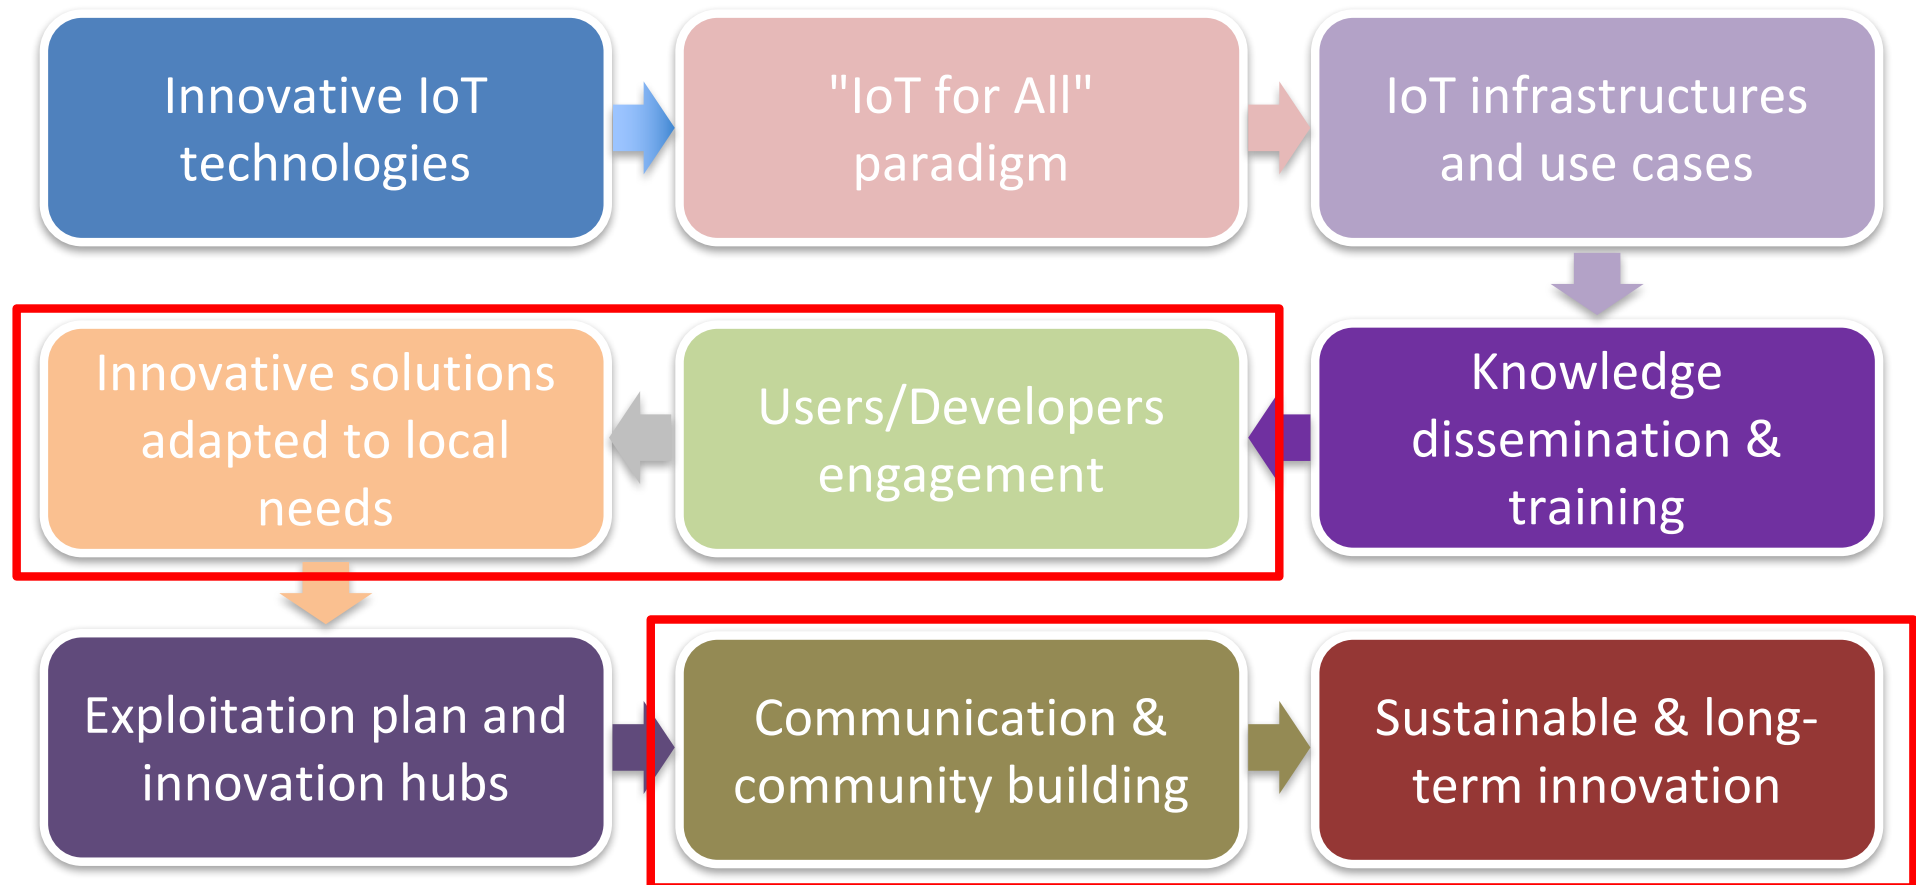 Innovative IoT
technologies
"IoT for All"
paradigm
IoT infrastructures
and use cases
Knowledge
dissemination &
training
Users/Developers
engagement
Innovative solutions
adapted to local
needs
Exploitation plan and
innovation hubs
Communication &
community building
Sustainable & long-
term innovation